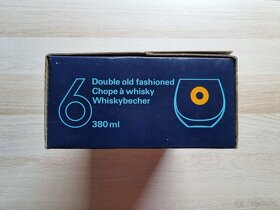 6
Double old fashioned
Chope à whisky
Whiskybecher
380 ml